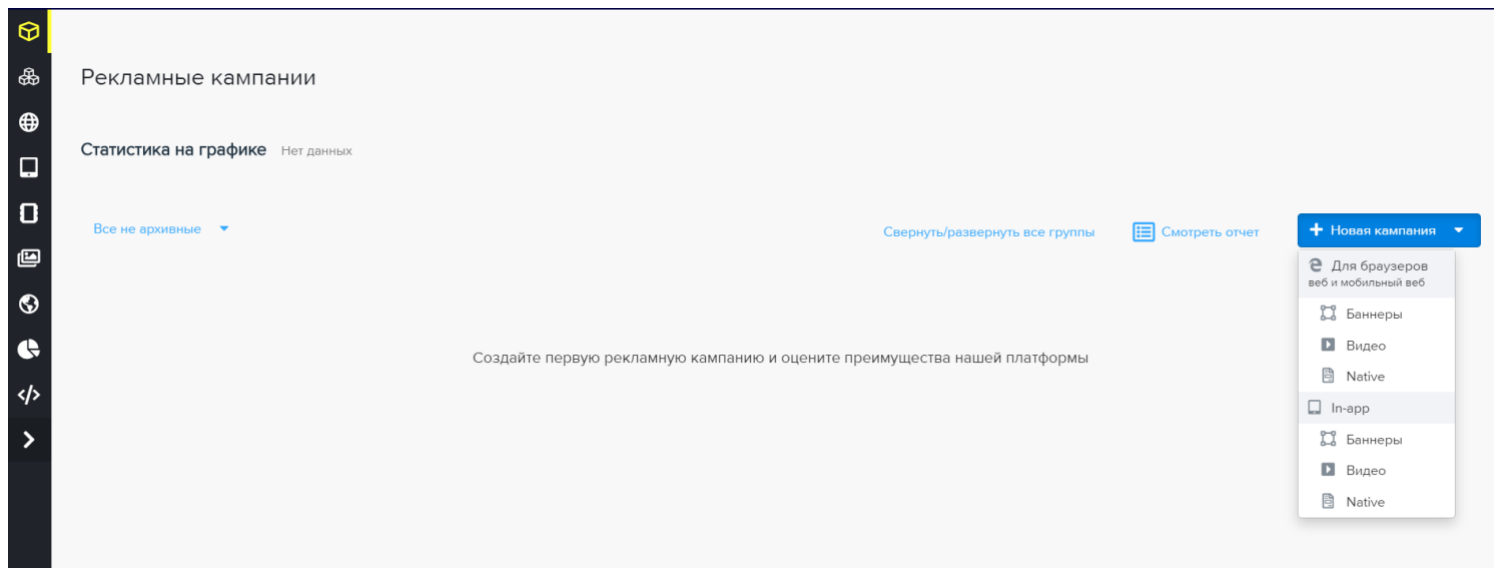 Рекламные кампании
Статистика на графике Нет данных
Все не архивные
Свернуть/развернуть все группы
Смотреть отчет
Новая кампания
Для браузеров
веб и мобильный веб
Баннеры
Видео
Native
In-app
Баннеры
Видео
Native
Создайте первую рекламную кампанию и оцените преимущества нашей платформы